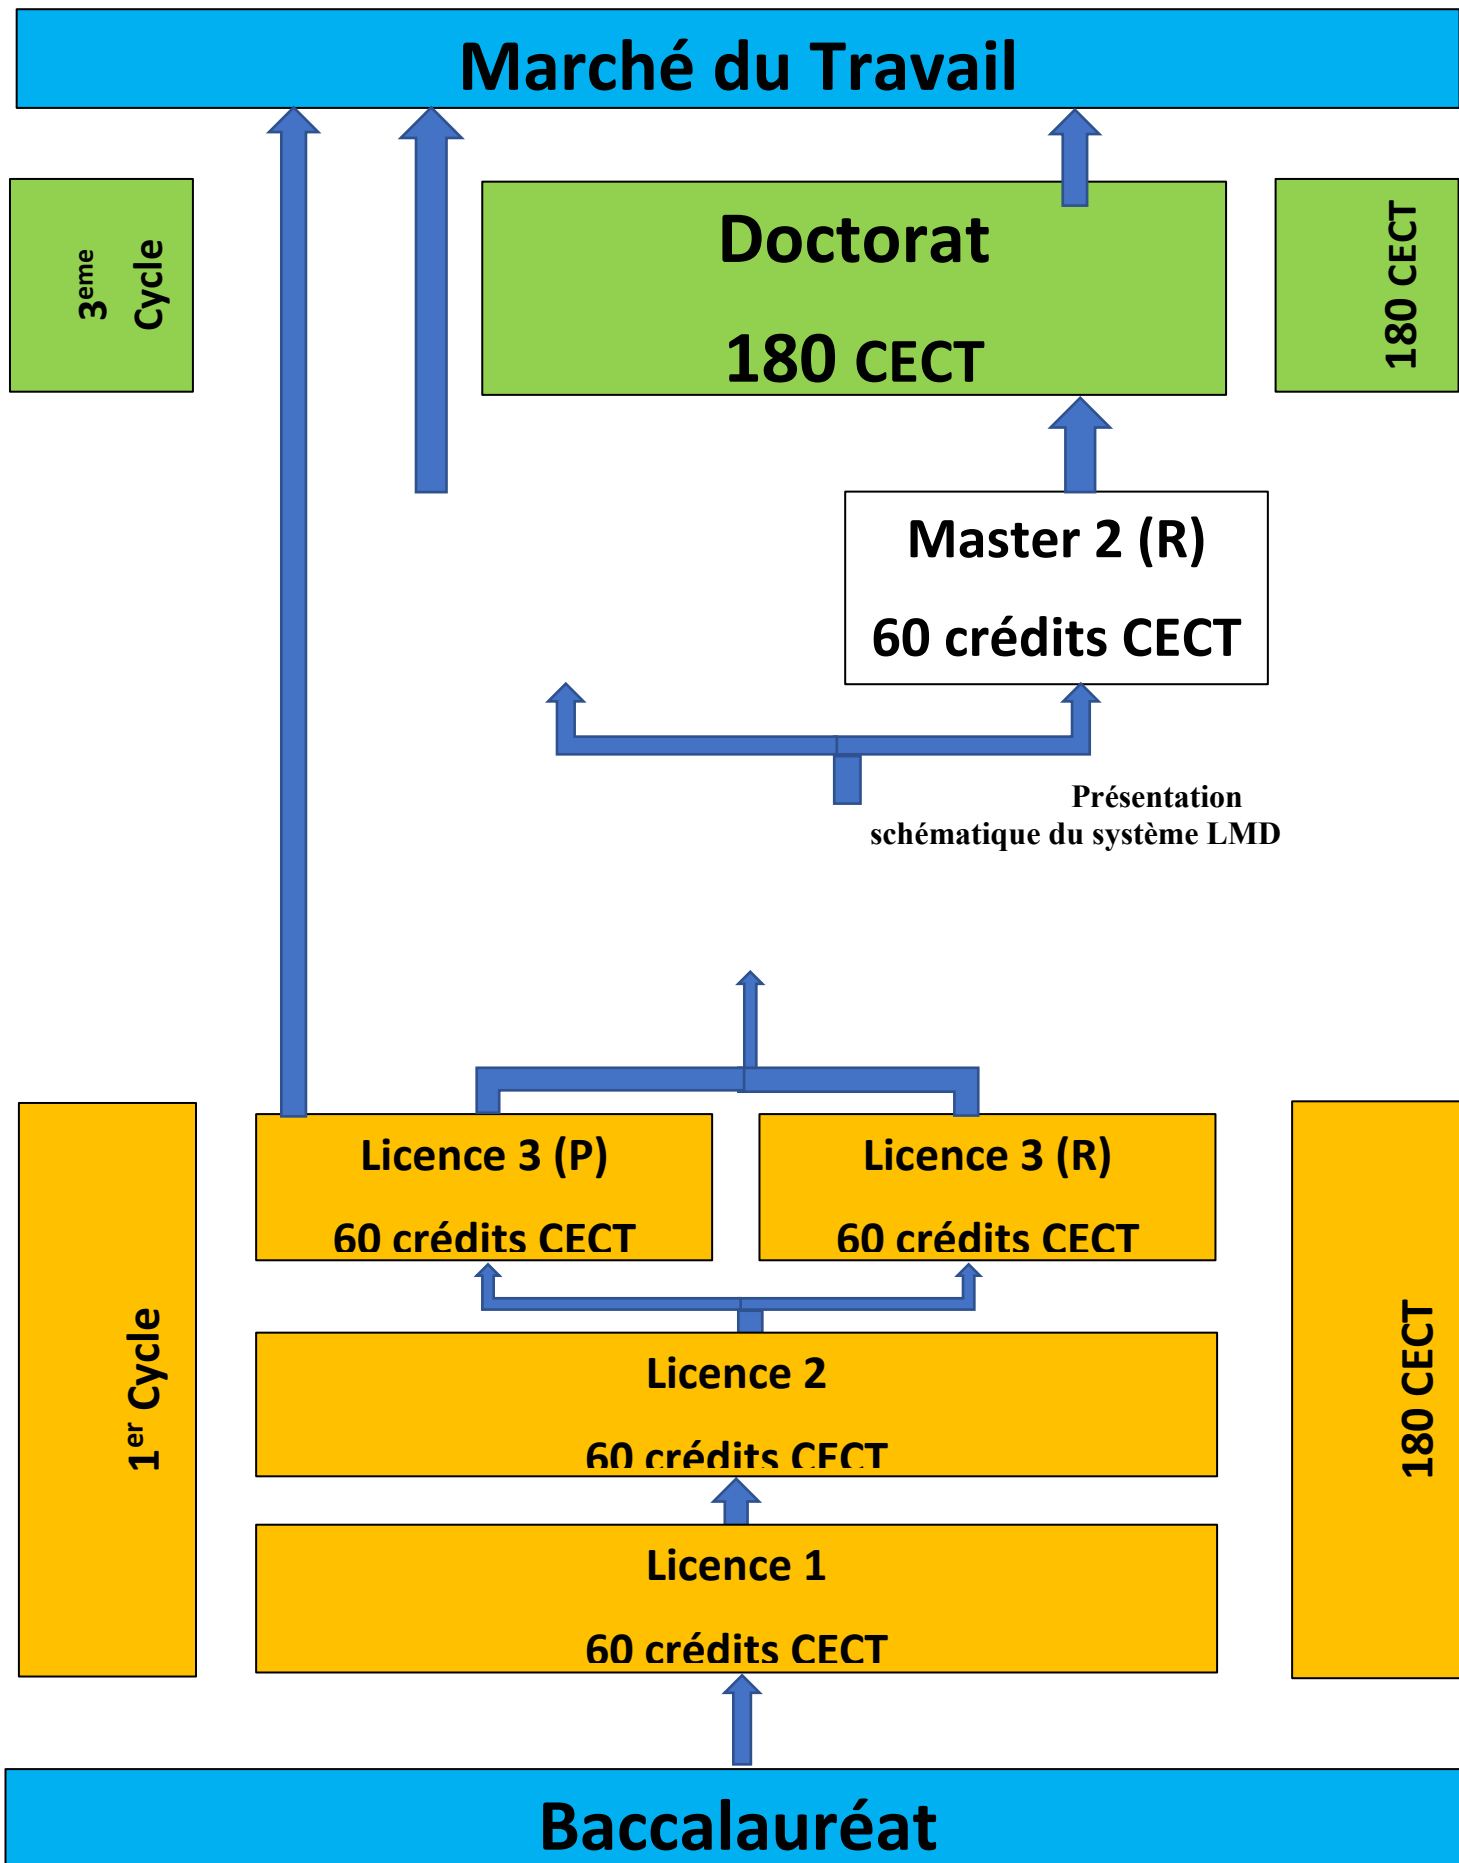 Marché du Travail
3eme
Cycle
Doctorat
180 CECT
180 CECT
Master 2 (R)
60 crédits CECT
Présentation
schématique du système LMD
1er Cycle
Licence 3 (P)
60 crédits CECT
Licence 3 (R)
60 crédits CECT
180 CECT
Licence 2
60 crédits CECT
Licence 1
60 crédits CECT
Baccalauréat